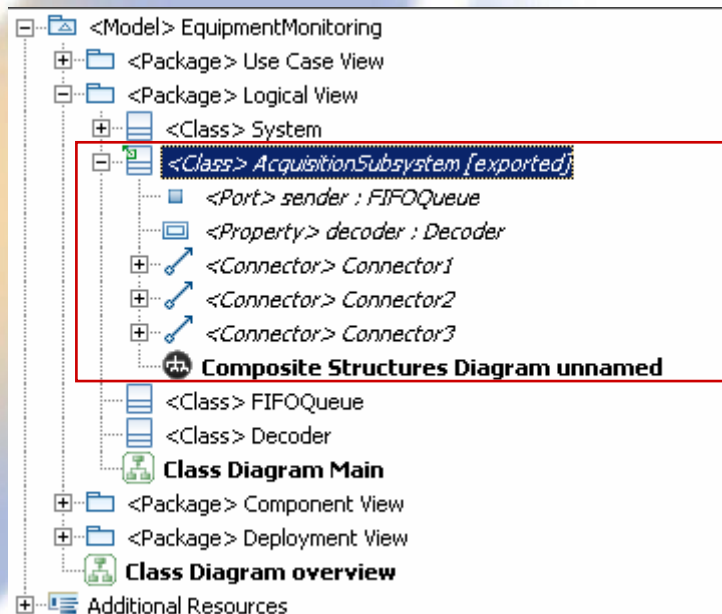 <Model> EquipmentMonitoring
<Package> Use Case View
<Package> Logical View
<Class> System
<Class> AcquisitionSubsystem [exported]
<Port> sender : FIFOQueue
<Property> decoder : Decoder
<Connector> Connector1
<Connector> Connector2
<Connector> Connector3
Composite Structures Diagram unnamed
<Class> FIFOQueue
<Class> Decoder
Class Diagram Main
<Package> Component View
<Package> Deployment View
Class Diagram overview
Additional Resources